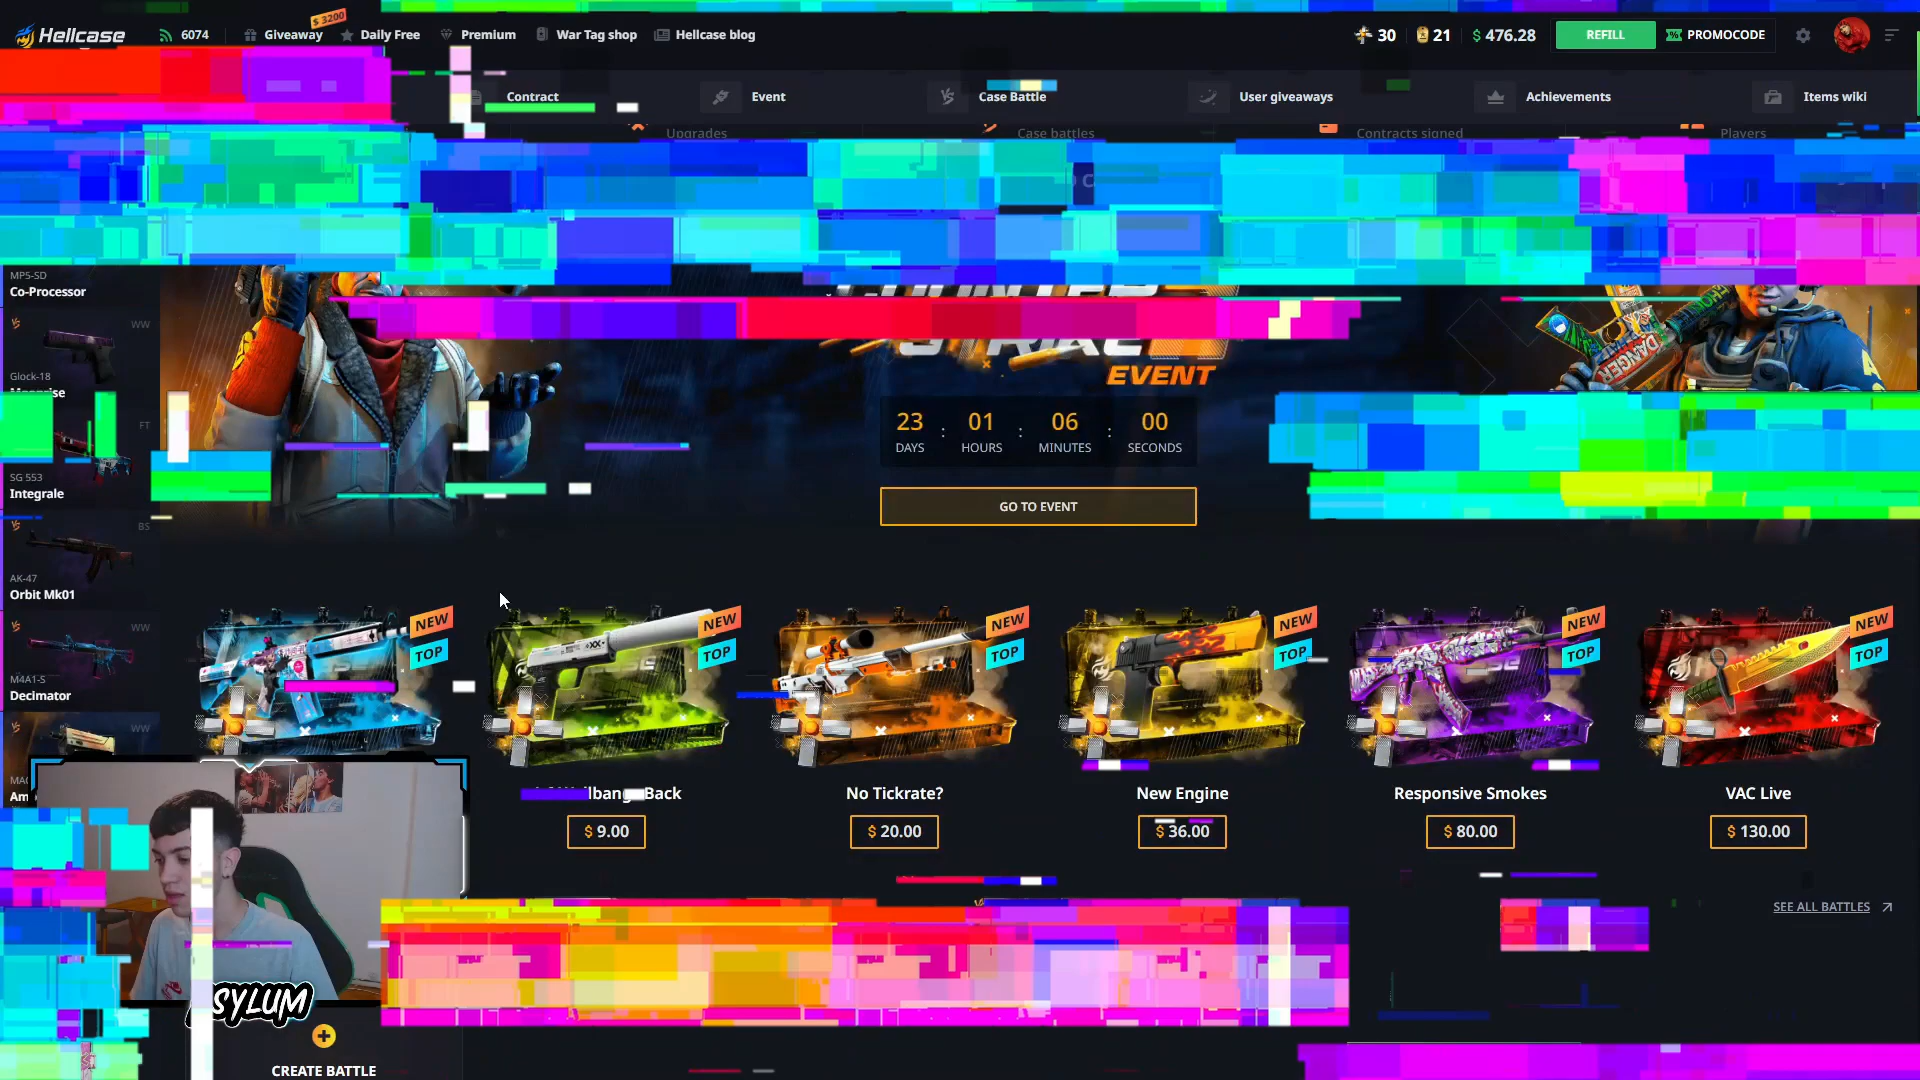 Hellcase
6074
Giveaway
$ 3200
Daily Free
Premium
War Tag shop
Hellcase blog
30
21
$ 476.28
REFILL
% PROMOCODE
Contract
Event
Case Battle
User giveaways
Achievements
Items wiki
Upgrades
Case battles
Contracts signed
Players
MP5-SD
Co-Processor
WW
Glock-18
FT
SG 553
Integrale
BS
AK-47
Orbit Mk01
WW
M4A1-S
Decimator
WW
STRIKE
EVENT
DANGER
23 : 01 : 06 : 00
DAYS HOURS MINUTES SECONDS
GO TO EVENT
NEW
TOP
NEW
TOP
NEW
TOP
NEW
TOP
NEW
TOP
NEW
TOP
Back
$ 9.00
No Tickrate?
$ 20.00
New Engine
$ 36.00
Responsive Smokes
$ 80.00
VAC Live
$ 130.00
SEE ALL BATTLES
SYLUM
CREATE BATTLE